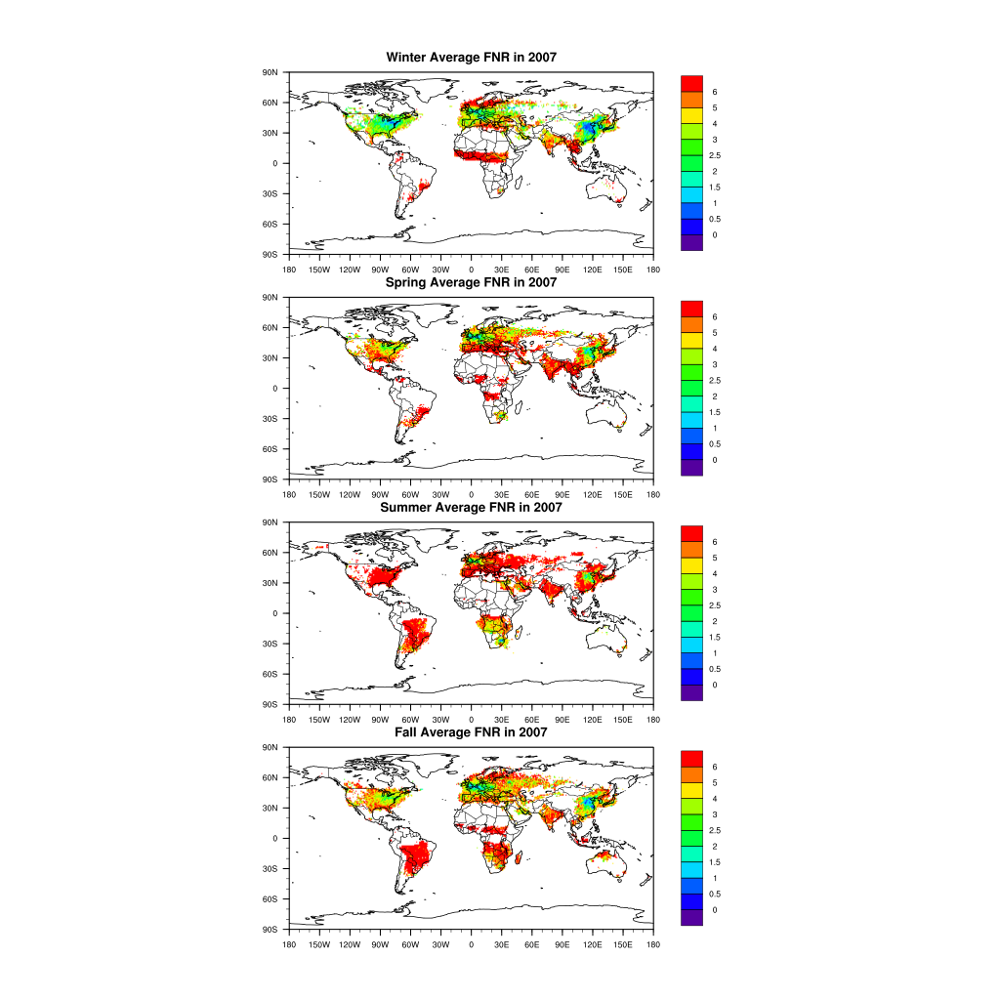 Winter Average FNR in 2007
90N
60N
30N
0
30S
60S
90S
180 150W 120W 90W 60W 30W 0 30E 60E 90E 120E 150E 180
6
5
4
3
2.5
2
1.5
1
0.5
0
Spring Average FNR in 2007
90N
60N
30N
0
30S
60S
90S
180 150W 120W 90W 60W 30W 0 30E 60E 90E 120E 150E 180
6
5
4
3
2.5
2
1.5
1
0.5
0
Summer Average FNR in 2007
90N
60N
30N
0
30S
60S
90S
180 150W 120W 90W 60W 30W 0 30E 60E 90E 120E 150E 180
6
5
4
3
2.5
2
1.5
1
0.5
0
Fall Average FNR in 2007
90N
60N
30N
0
30S
60S
90S
180 150W 120W 90W 60W 30W 0 30E 60E 90E 120E 150E 180
6
5
4
3
2.5
2
1.5
1
0.5
0